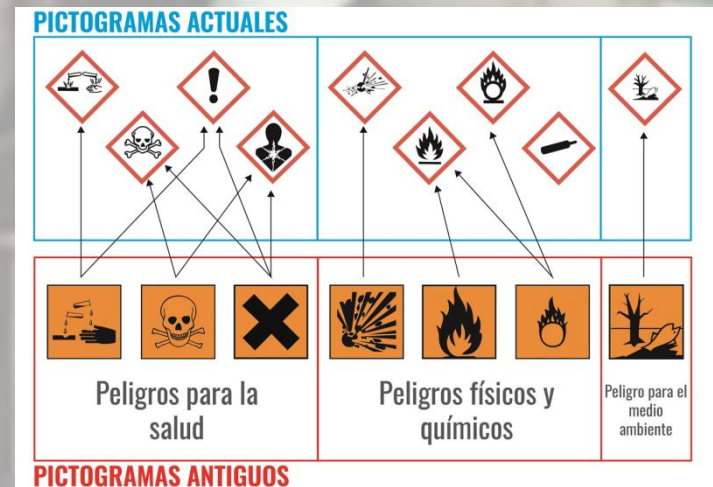 PICTOGRAMAS ACTUALES
Peligros para la
salud
Peligros físicos y
químicos
Peligro para el
medio
ambiente
PICTOGRAMAS ANTIGUOS